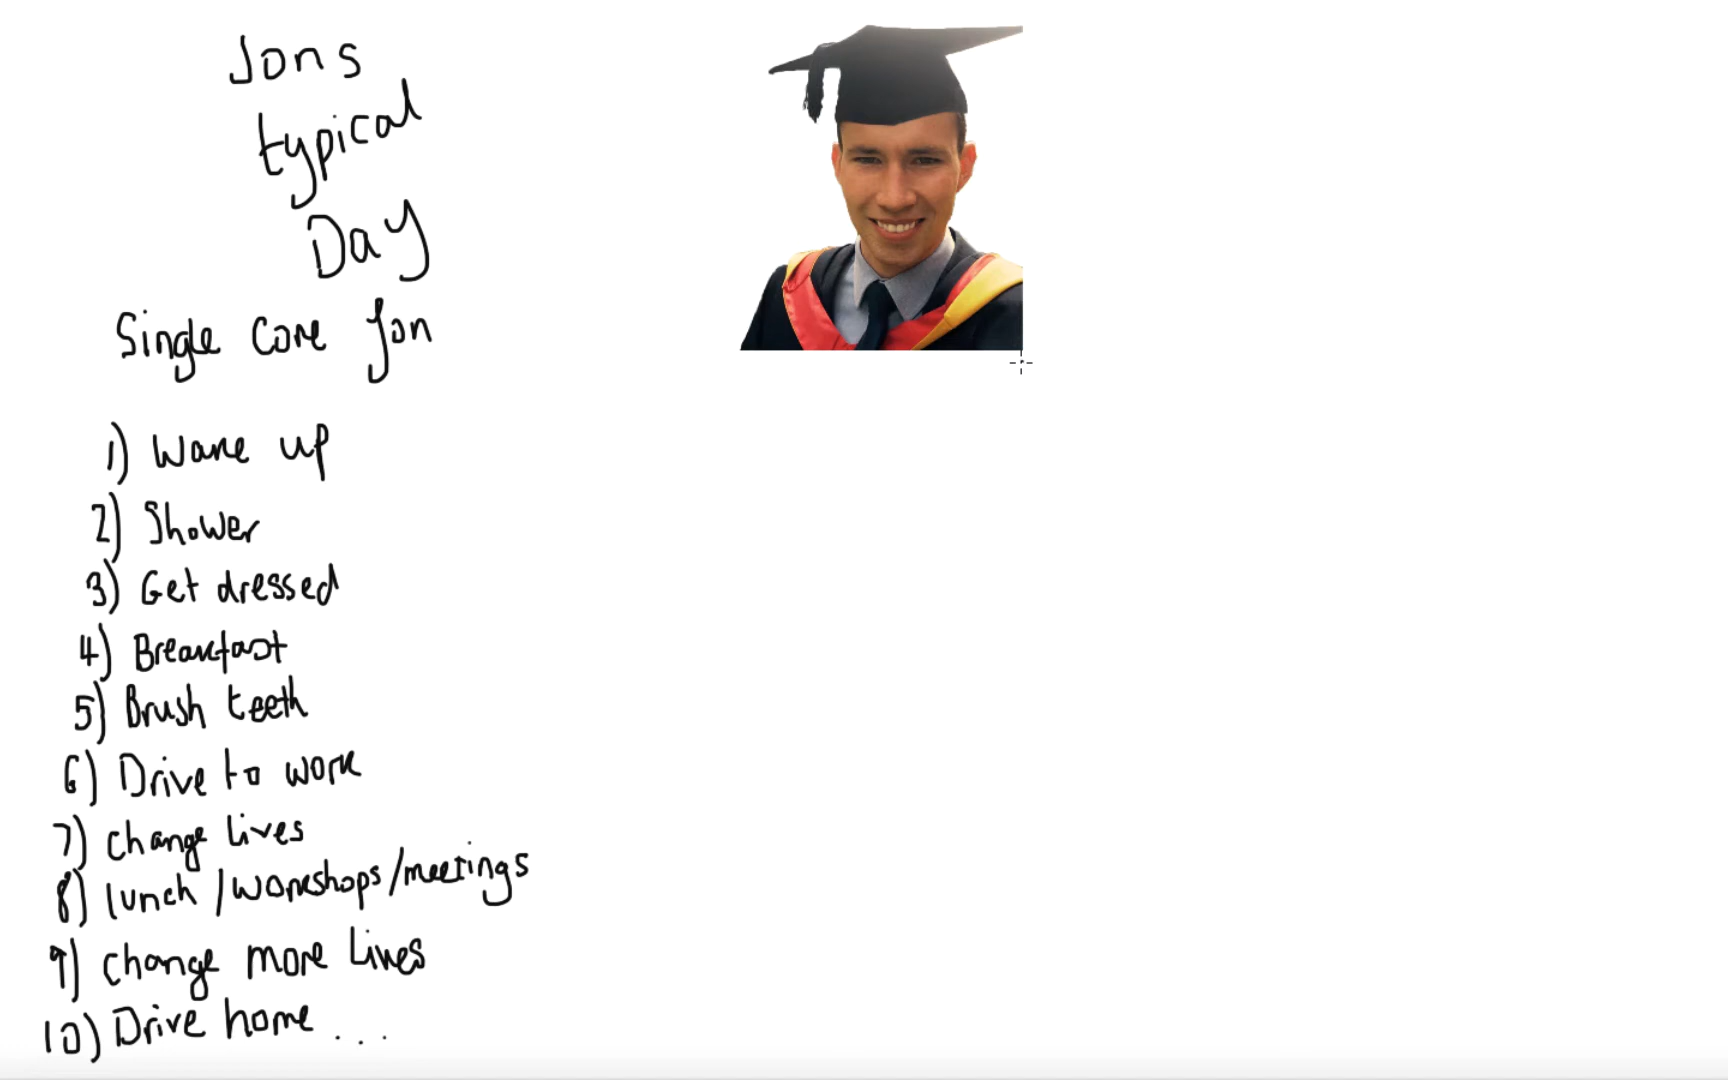 Jons
typical
Day
Single Core Jon
1) Wake up
2) Shower
3) Get dressed
4) Breakfast
5) Brush teeth
6) Drive to work
7) Change lives
8) lunch /workshops/meetings
9) Change more Lives
10) Drive home ...